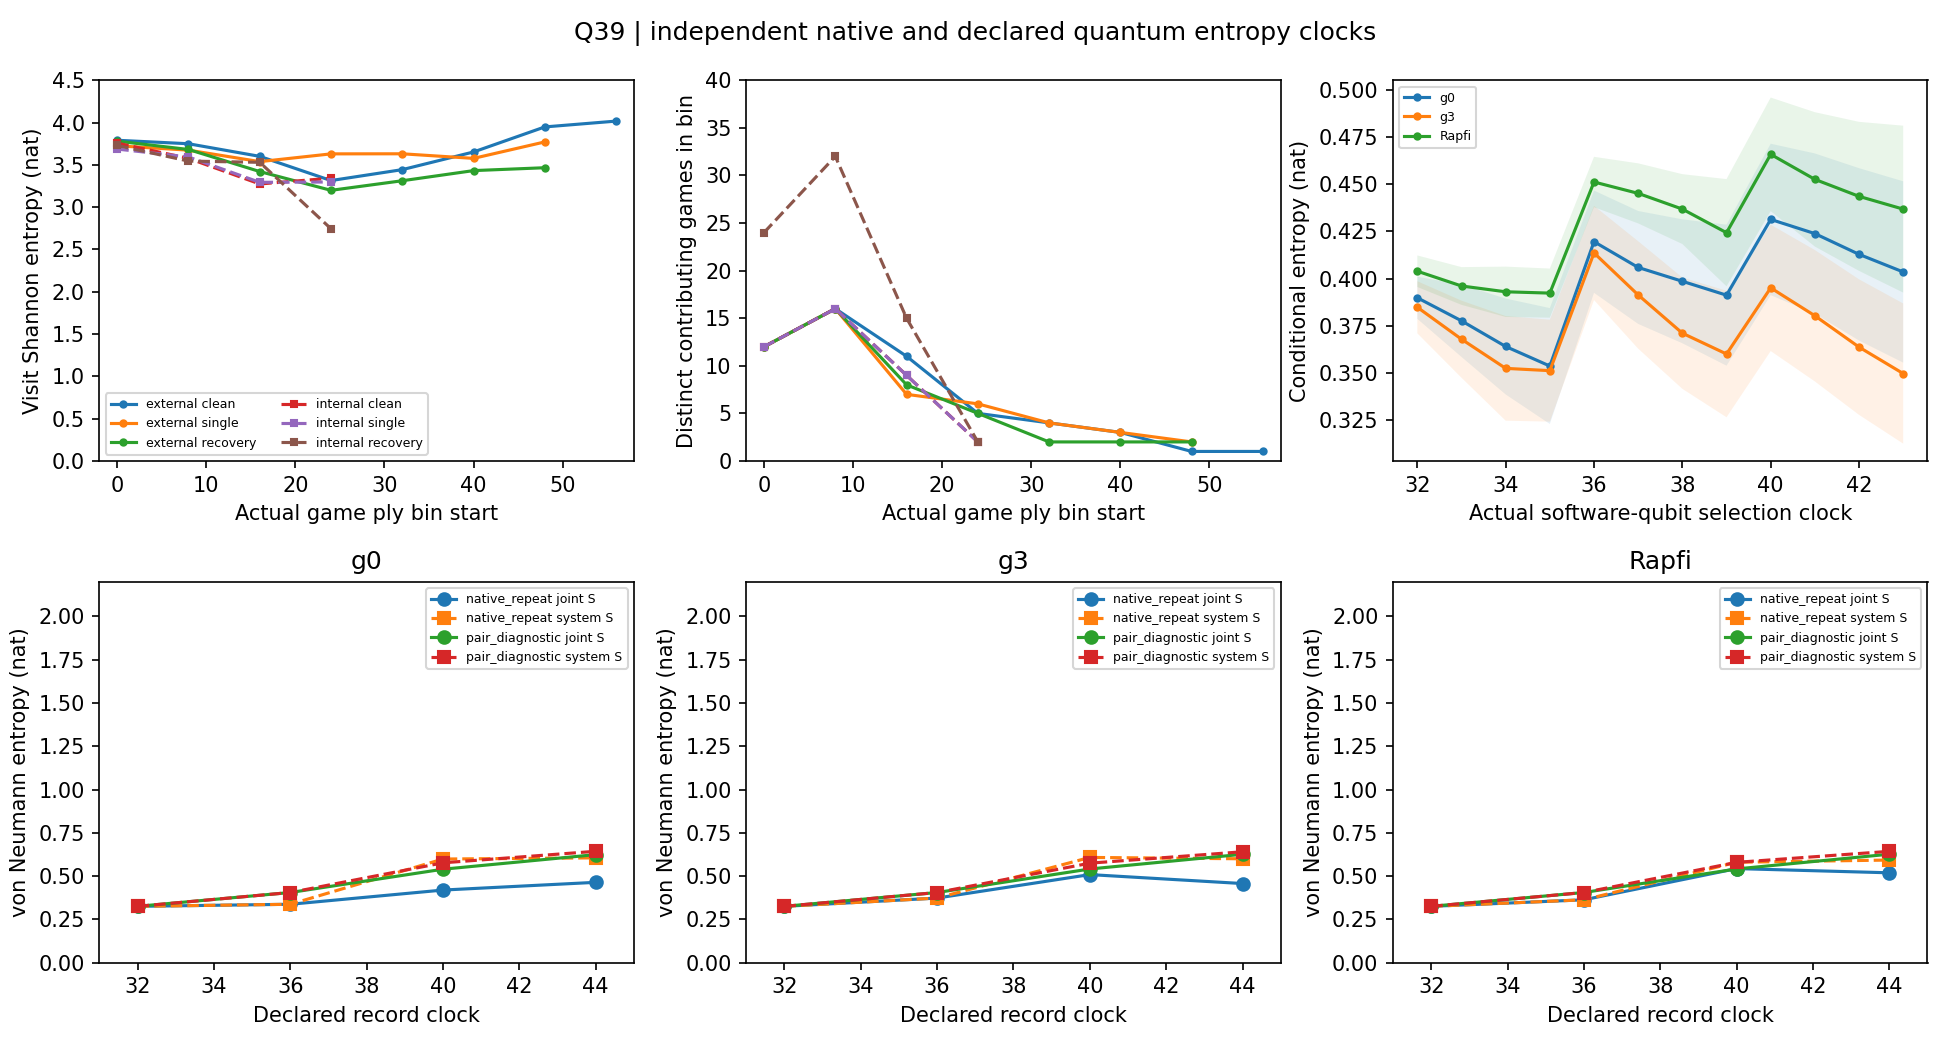 Q39 | independent native and declared quantum entropy clocks
Visit Shannon entropy (nat)
4.5
4.0
3.5
3.0
2.5
2.0
1.5
1.0
0.5
0.0
external clean
external single
external recovery
internal clean
internal single
internal recovery
0 10 20 30 40 50
Actual game ply bin start
Distinct contributing games in bin
40
35
30
25
20
15
10
5
0
0 10 20 30 40 50
Actual game ply bin start
Conditional entropy (nat)
0.500
0.475
0.450
0.425
0.400
0.375
0.350
0.325
g0
g3
Rapfi
32 34 36 38 40 42
Actual software-qubit selection clock
g0
von Neumann entropy (nat)
2.00
1.75
1.50
1.25
1.00
0.75
0.50
0.25
0.00
native_repeat joint S
native_repeat system S
pair_diagnostic joint S
pair_diagnostic system S
32 34 36 38 40 42 44
Declared record clock
g3
von Neumann entropy (nat)
2.00
1.75
1.50
1.25
1.00
0.75
0.50
0.25
0.00
native_repeat joint S
native_repeat system S
pair_diagnostic joint S
pair_diagnostic system S
32 34 36 38 40 42 44
Declared record clock
Rapfi
von Neumann entropy (nat)
2.00
1.75
1.50
1.25
1.00
0.75
0.50
0.25
0.00
native_repeat joint S
native_repeat system S
pair_diagnostic joint S
pair_diagnostic system S
32 34 36 38 40 42 44
Declared record clock